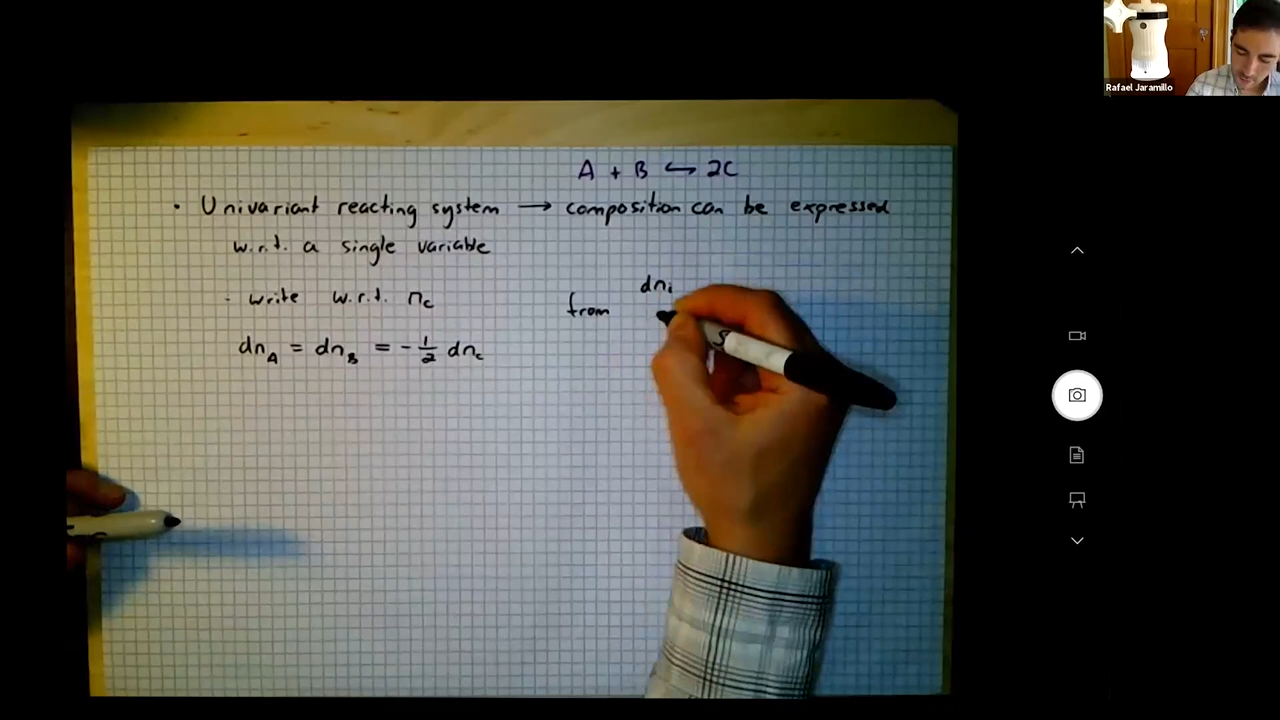 Rafael Jaramillo
A + B ↔ 2C
· Univariant reacting system → composition can be expressed
w.r.t. a single variable
- write w.r.t. n_C
from dn_i
dn_A = dn_B = -1/2 dn_C